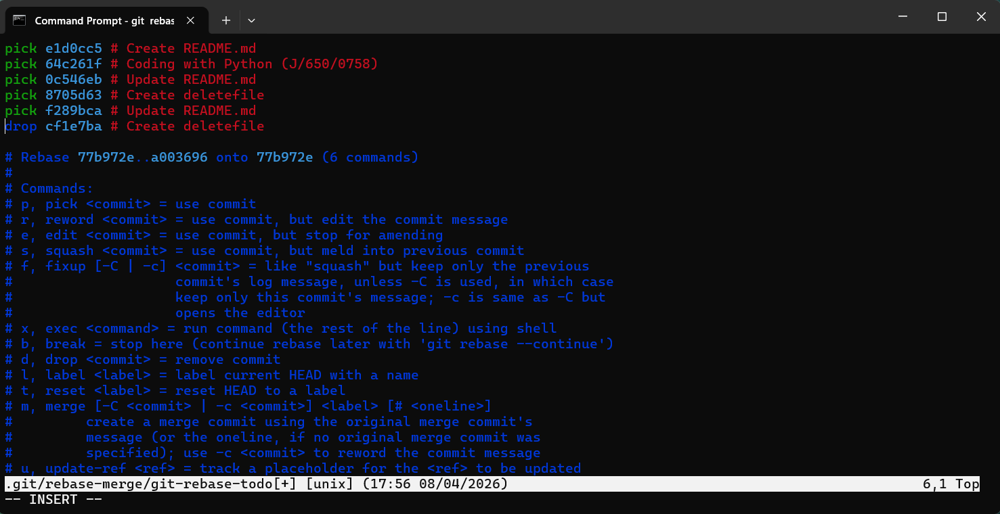 Command Prompt - git  rebas
pick e1d0cc5 # Create README.md
pick 64c261f # Coding with Python (J/650/0758)
pick 0c546eb # Update README.md
pick 8705d63 # Create deletefile
pick f289bca # Update README.md
drop cf1e7ba # Create deletefile

# Rebase 77b972e..a003696 onto 77b972e (6 commands)
#
# Commands:
# p, pick <commit> = use commit
# r, reword <commit> = use commit, but edit the commit message
# e, edit <commit> = use commit, but stop for amending
# s, squash <commit> = use commit, but meld into previous commit
# f, fixup [-C | -c] <commit> = like "squash" but keep only the previous
#                    commit's log message, unless -C is used, in which case
#                    keep only this commit's message; -c is same as -C but
#                    opens the editor
# x, exec <command> = run command (the rest of the line) using shell
# b, break = stop here (continue rebase later with 'git rebase --continue')
# d, drop <commit> = remove commit
# l, label <label> = label current HEAD with a name
# t, reset <label> = reset HEAD to a label
# m, merge [-C <commit> | -c <commit>] <label> [# <oneline>]
#         create a merge commit using the original merge commit's
#         message (or the oneline, if no original merge commit was
#         specified); use -c <commit> to reword the commit message
# u, update-ref <ref> = track a placeholder for the <ref> to be updated
.git/rebase-merge/git-rebase-todo[+] [unix] (17:56 08/04/2026) 6,1 Top
-- INSERT --